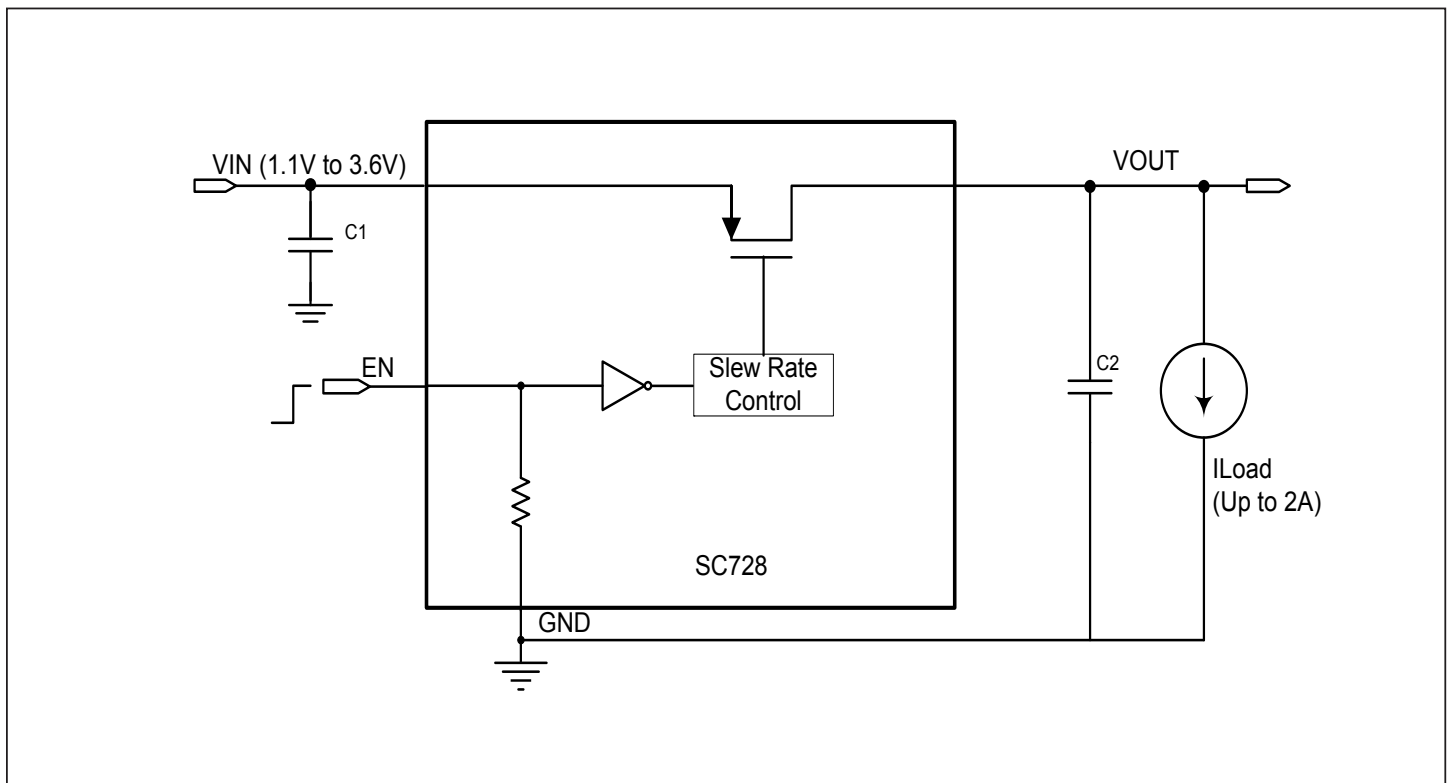 VIN (1.1V to 3.6V)
VOUT
C1
EN
Slew Rate
Control
C2
ILoad
(Up to 2A)
SC728
GND